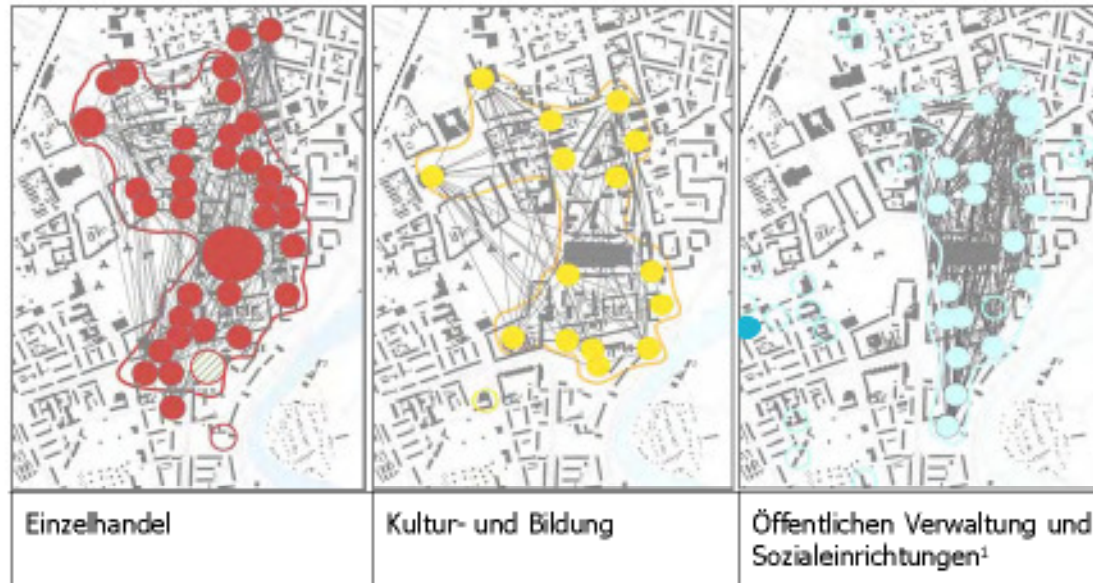 Einzelhandel
Kultur- und Bildung
Öffentlichen Verwaltung und
Sozialeinrichtungen¹